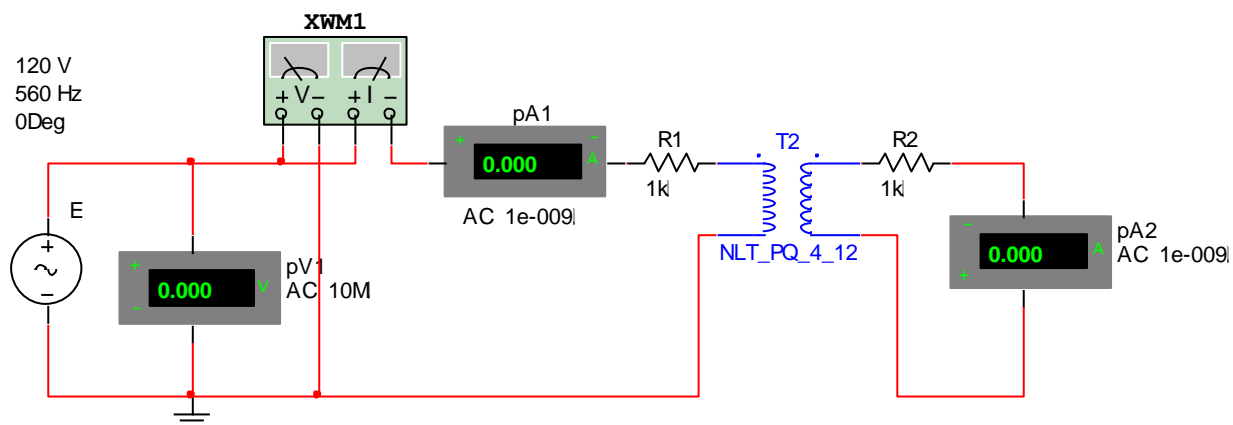 XWM1
120 V
560 Hz
0Deg
+ V − + I −
pA1
+ −
0.000 A
AC 1e-009
R1
1k
T2
NLT_PQ_4_12
R2
1k
E
+
−
pV1
AC 10M
+
0.000 V
−
pA2
AC 1e-009
−
0.000 A
+